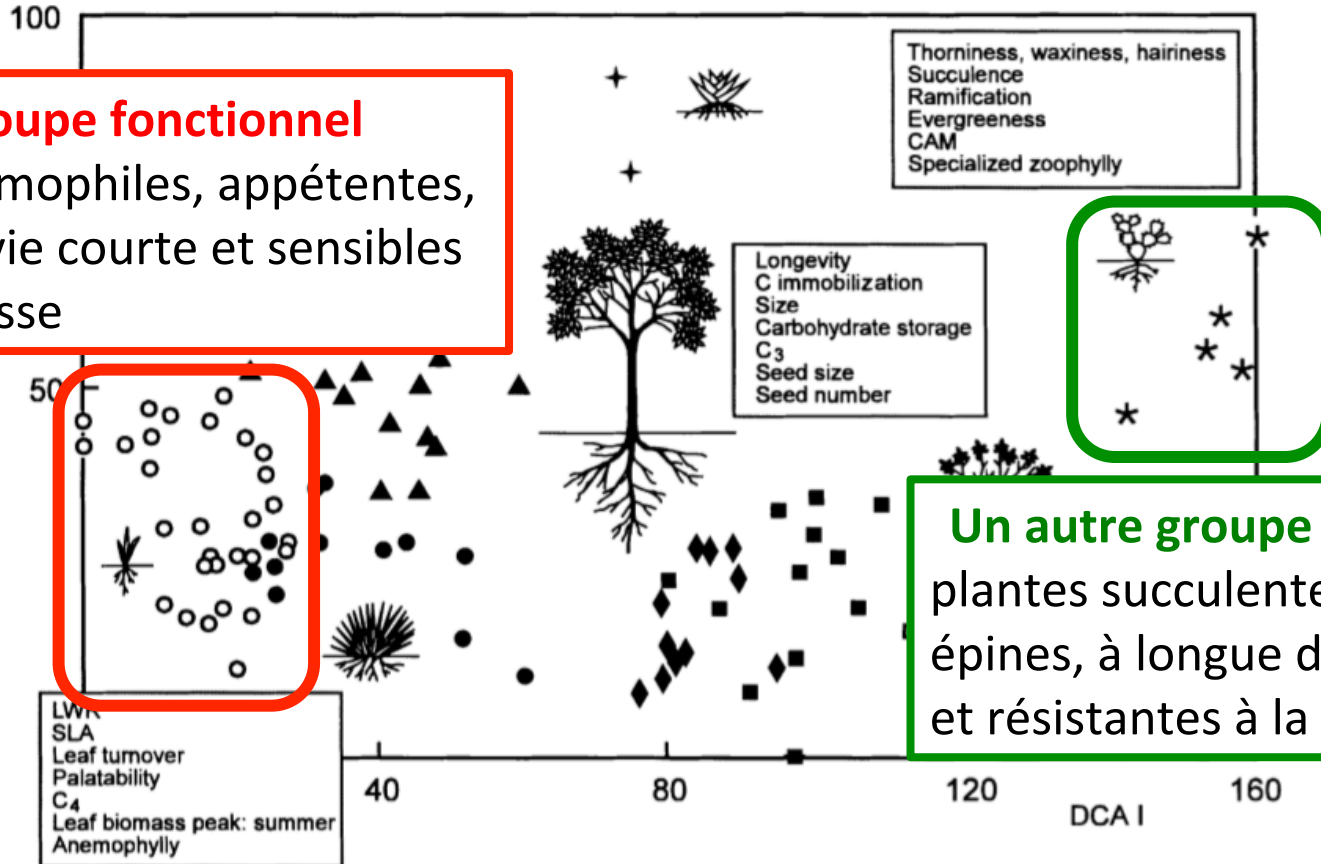 100
oupe fonctionnel
mophiles, appétentes,
vie courte et sensibles
sse
Thorniness, waxiness, hairiness
Succulence
Ramification
Evergreeness
CAM
Specialized zoophylly
Longevity
C immobilization
Size
Carbohydrate storage
C₃
Seed size
Seed number
50
Un autre groupe
plantes succulente
épines, à longue d
et résistantes à la
LWR
SLA
Leaf turnover
Palatability
C₄
Leaf biomass peak: summer
Anemophylly
40
80
120
160
DCA I